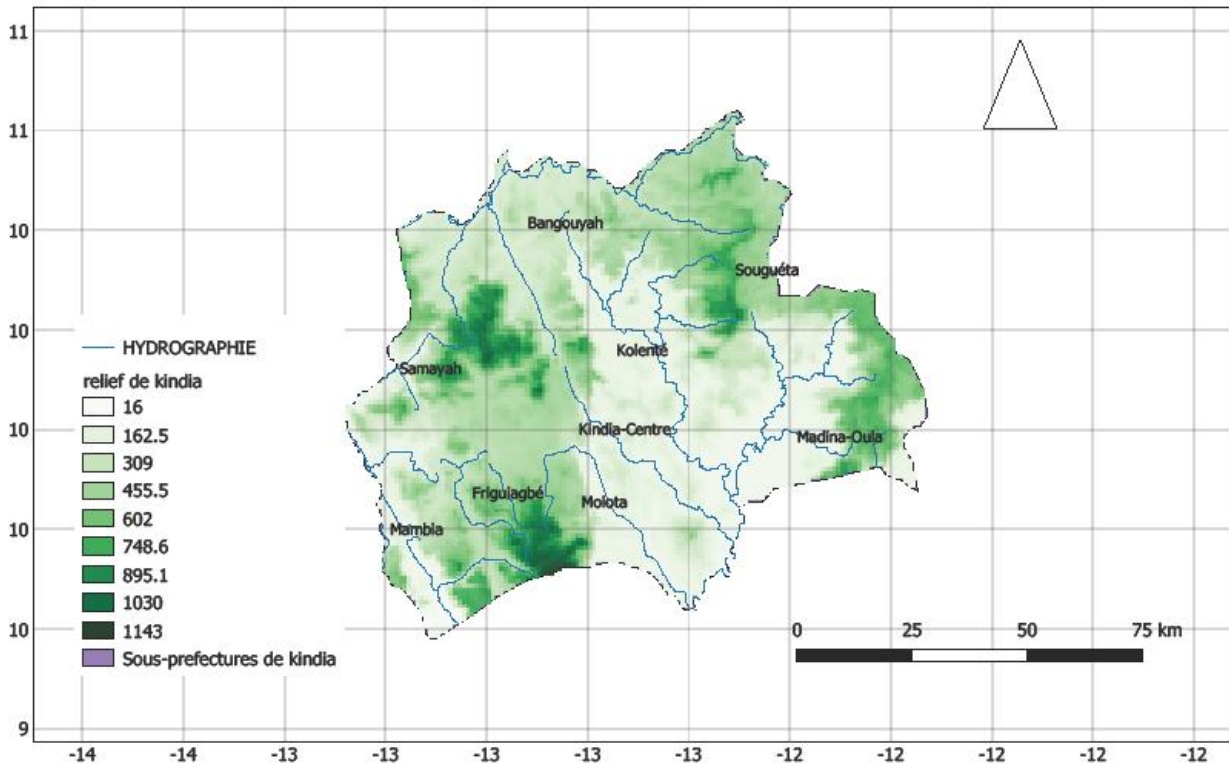 11
11
10
10
10
10
10
9
Bangouyah
Souguéta
Kolenté
Samayah
Kindia-Centre
Madina-Oula
Friguiagbé
Molota
Mambia
HYDROGRAPHIE
relief de kindia
16
162.5
309
455.5
602
748.6
895.1
1030
1143
Sous-prefectures de kindia
0 25 50 75 km
-14 -14 -13 -13 -13 -13 -13 -12 -12 -12 -12 -12